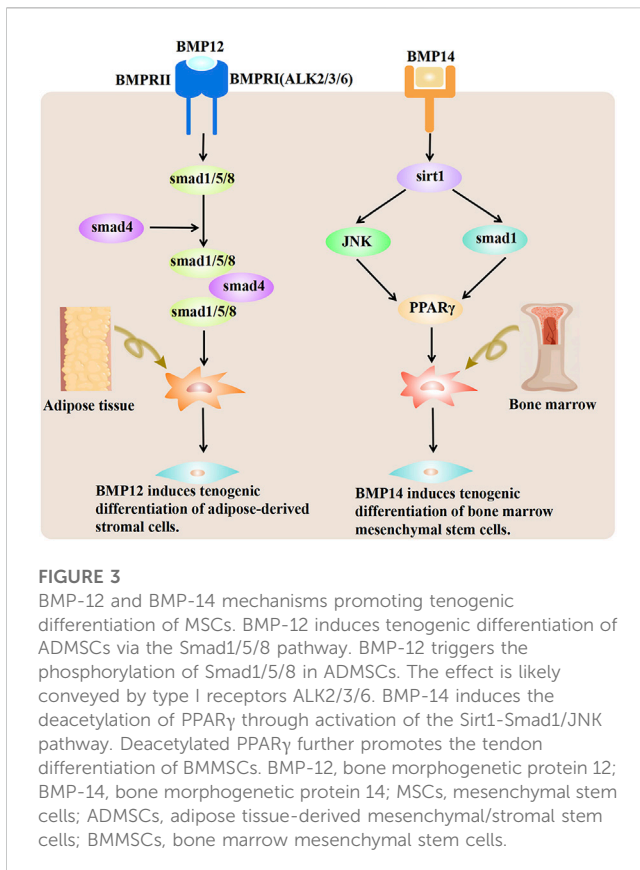 BMP12
BMPRII
BMPRI(ALK2/3/6)
BMP14
smad1/5/8
sirt1
smad4
JNK
smad1
smad1/5/8
smad4
smad1/5/8
PPARγ
Adipose tissue
Bone marrow
BMP12 induces tenogenic
differentiation of adipose-derived
stromal cells.
BMP14 induces tenogenic
differentiation of bone marrow
mesenchymal stem cells.
FIGURE 3
BMP-12 and BMP-14 mechanisms promoting tenogenic
differentiation of MSCs. BMP-12 induces tenogenic differentiation of
ADMSCs via the Smad1/5/8 pathway. BMP-12 triggers the
phosphorylation of Smad1/5/8 in ADMSCs. The effect is likely
conveyed by type I receptors ALK2/3/6. BMP-14 induces the
deacetylation of PPARγ through activation of the Sirt1-Smad1/JNK
pathway. Deacetylated PPARγ further promotes the tendon
differentiation of BMMSCs. BMP-12, bone morphogenetic protein 12;
BMP-14, bone morphogenetic protein 14; MSCs, mesenchymal stem
cells; ADMSCs, adipose tissue-derived mesenchymal/stromal stem
cells; BMMSCs, bone marrow mesenchymal stem cells.